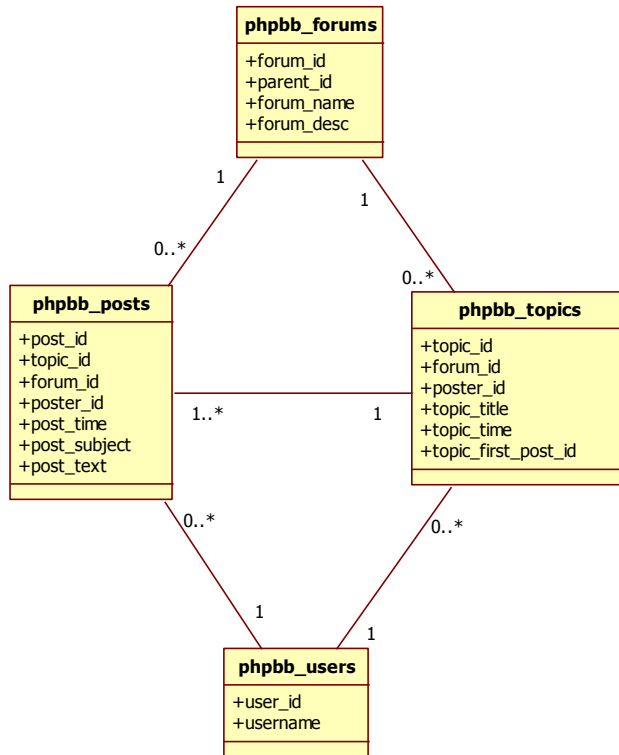 phpbb_forums
+forum_id
+parent_id
+forum_name
+forum_desc
1
1
0..*
0..*
phpbb_posts
+post_id
+topic_id
+forum_id
+poster_id
+post_time
+post_subject
+post_text
phpbb_topics
+topic_id
+forum_id
+poster_id
+topic_title
+topic_time
+topic_first_post_id
1..*
1
0..*
0..*
1
1
phpbb_users
+user_id
+username